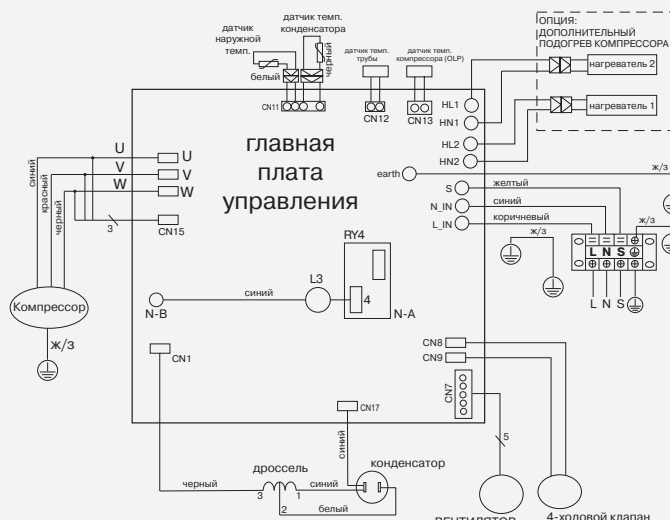 датчик
наружной
темп.
датчик темп.
конденсатора
белый
черный
датчик темп.
трубы
датчик темп.
компрессора (OLP)
CN11
CN12
CN13
ОПЦИЯ:
ДОПОЛНИТЕЛЬНЫЙ
ПОДОГРЕВ КОМПРЕССОРА
нагреватель 2
нагреватель 1
HL1
HN1
HL2
HN2
главная
плата
управления
earth
ж/з
S
желтый
N_IN
синий
L_IN
коричневый
ж/з
ж/з
L N S
L N S
U
V
W
U
V
W
синий
красный
черный
3
CN15
RY4
L3
4
синий
N-B
N-A
Компрессор
ж/з
CN1
CN8
CN9
CN7
CN17
синий
5
дроссель
конденсатор
черный
3
1
синий
2
белый
ВЕНТИЛЯТОР
4-ходовой клапан